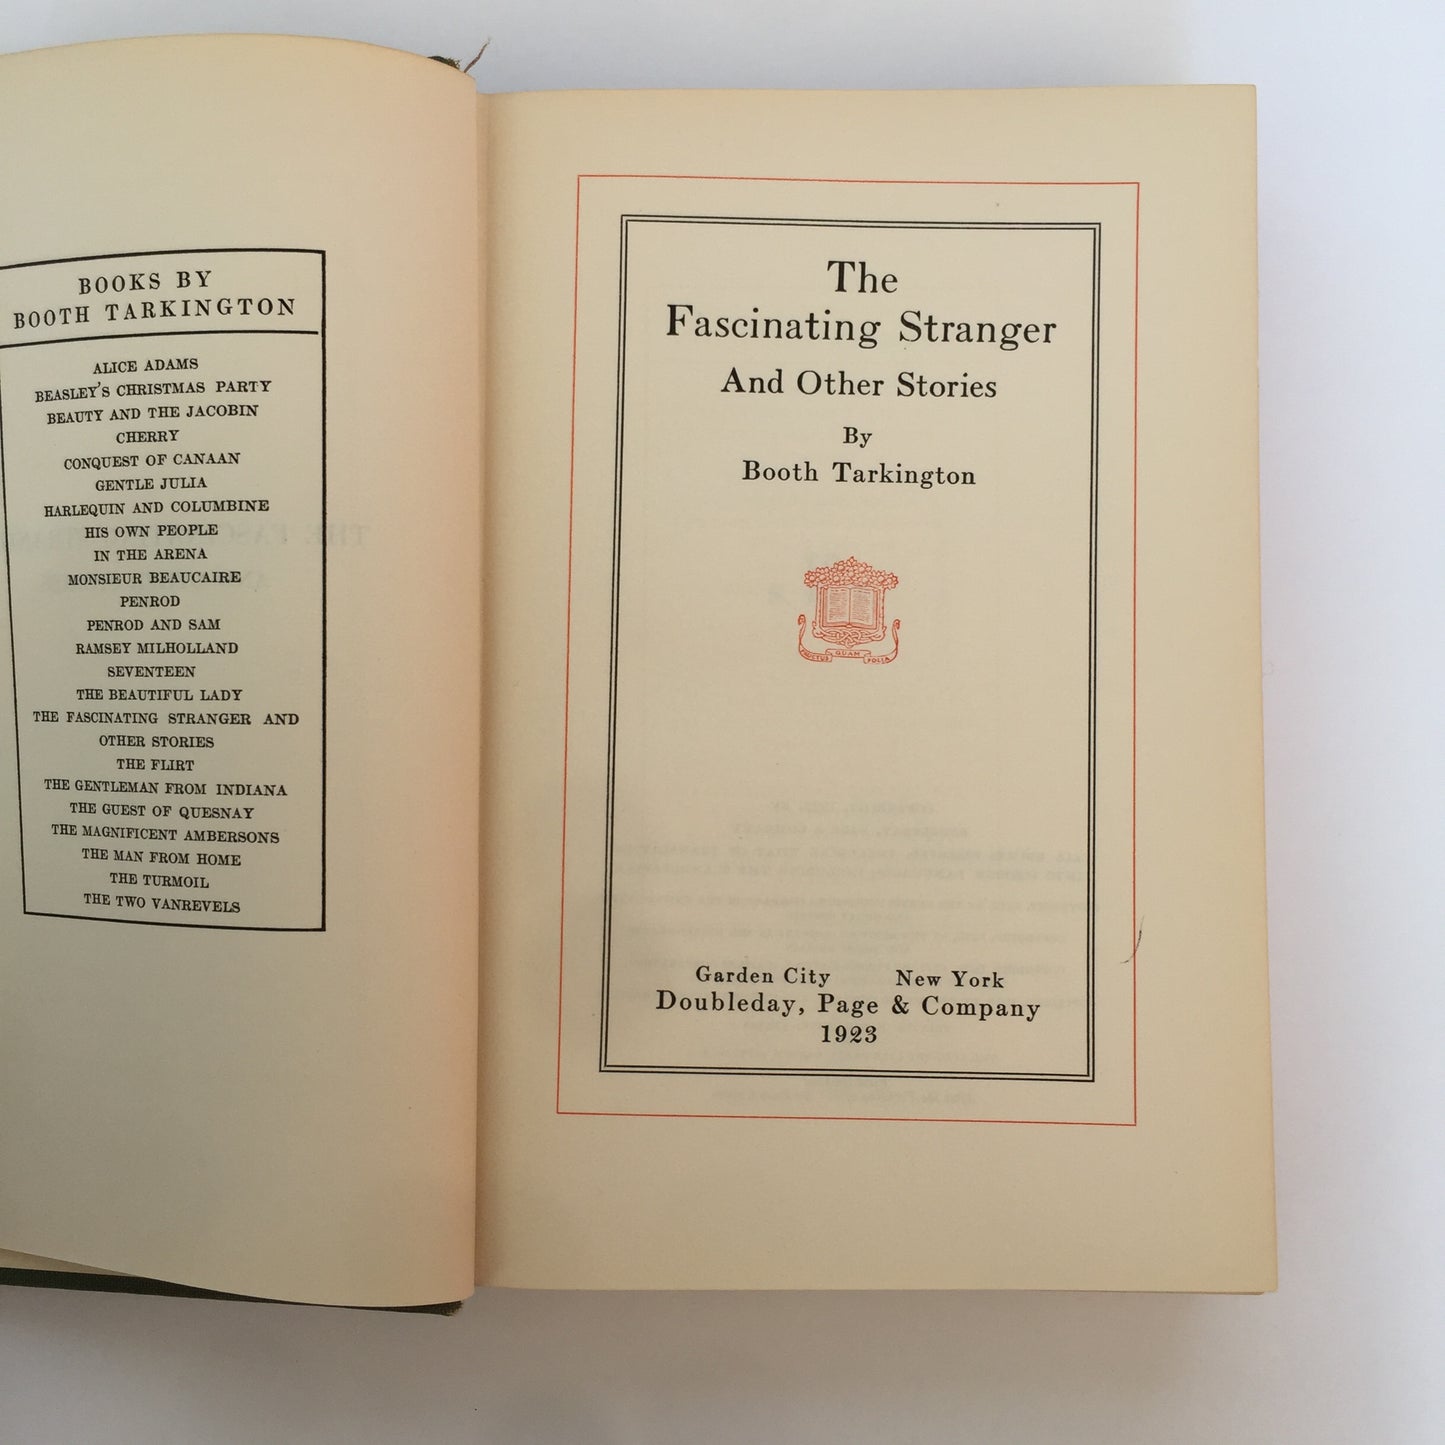 BOOKS BY
BOOTH TARKINGTON
ALICE ADAMS
BEASLEY'S CHRISTMAS PARTY
BEAUTY AND THE JACOBIN
CHERRY
CONQUEST OF CANAAN
GENTLE JULIA
HARLEQUIN AND COLUMBINE
HIS OWN PEOPLE
IN THE ARENA
MONSIEUR BEAUCAIRE
PENROD
PENROD AND SAM
RAMSEY MILHOLLAND
SEVENTEEN
THE BEAUTIFUL LADY
THE FASCINATING STRANGER AND
OTHER STORIES
THE FLIRT
THE GENTLEMAN FROM INDIANA
THE GUEST OF QUESNAY
THE MAGNIFICENT AMBERSONS
THE MAN FROM HOME
THE TURMOIL
THE TWO VANREVELS
The
Fascinating Stranger
And Other Stories
By
Booth Tarkington
FRUCTUS QUAM FOLIA
Garden City New York
Doubleday, Page & Company
1923